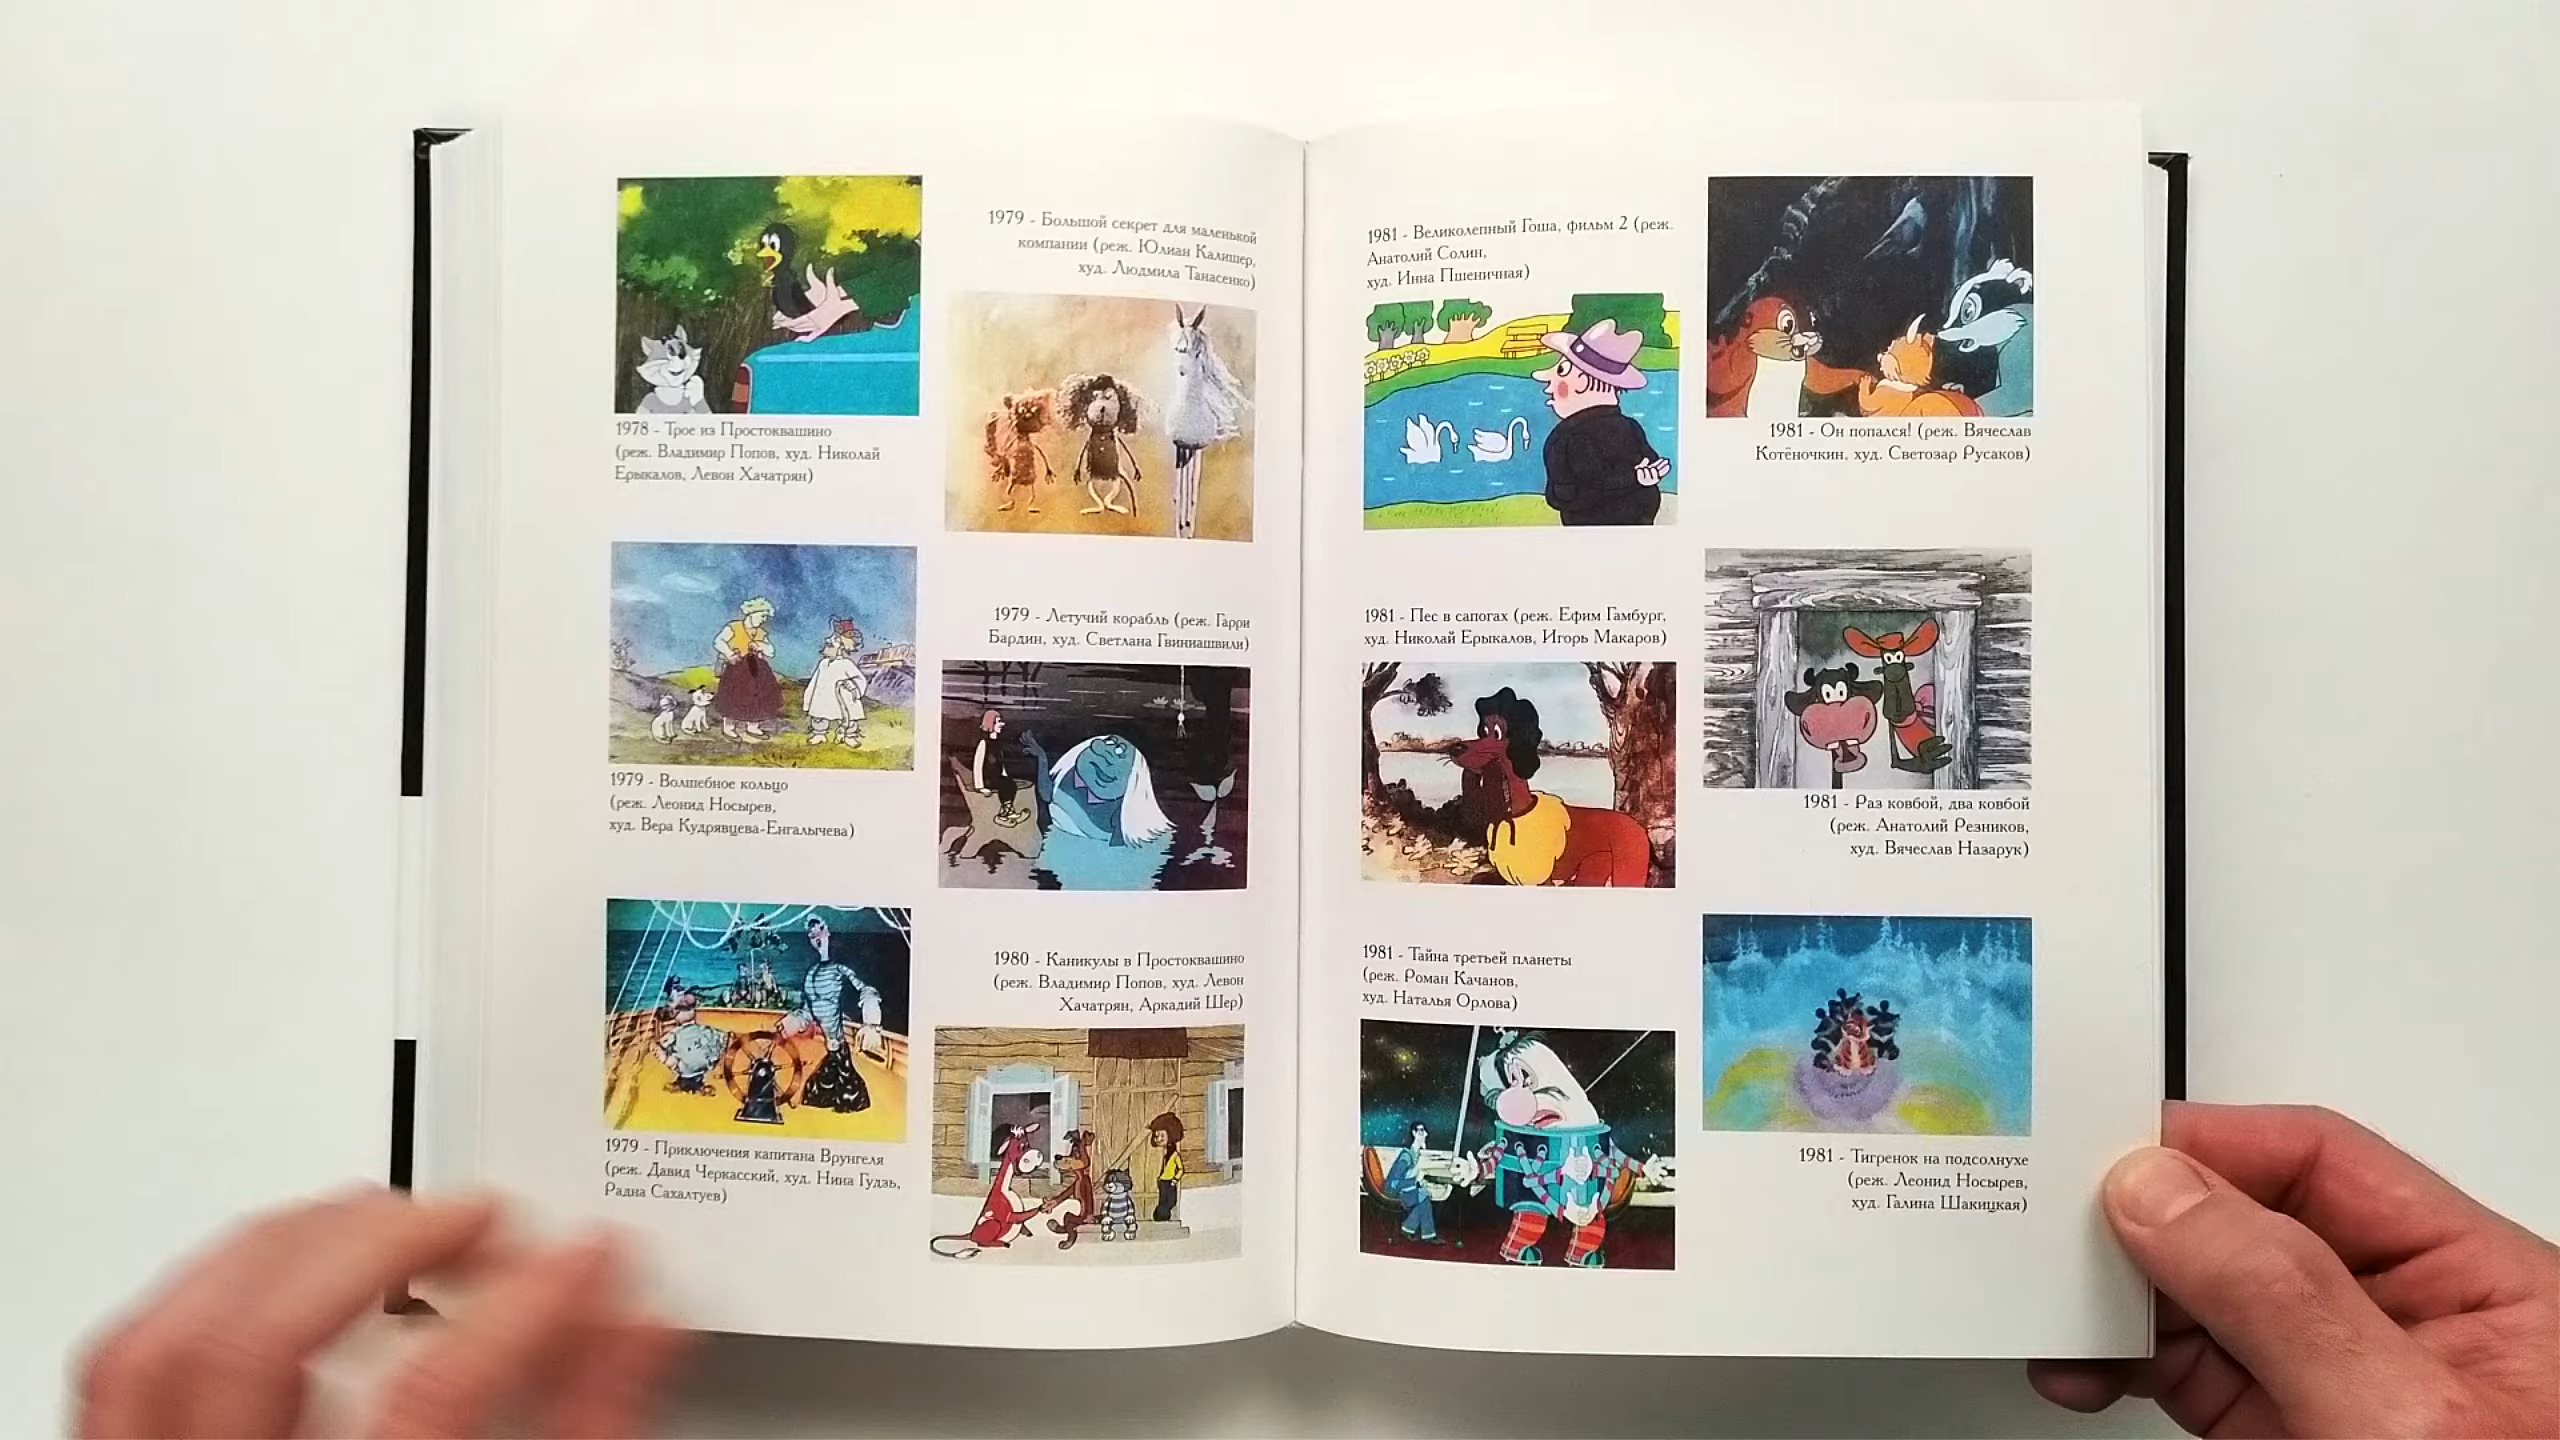 1978 - Трое из Простоквашино
(реж. Владимир Попов, худ. Николай
Ерыкалов, Левон Хачатрян)
1979 - Волшебное кольцо
(реж. Леонид Носырев,
худ. Вера Кудрявцева-Енгалычева)
1979 - Приключения капитана Врунгеля
(реж. Давид Черкасский, худ. Нина Гудзь,
Радна Сахалтуев)
1979 - Большой секрет для маленькой
компании (реж. Юлиан Калишер,
худ. Людмила Танасенко)
1979 - Летучий корабль (реж. Гарри
Бардин, худ. Светлана Гвиниашвили)
1980 - Каникулы в Простоквашино
(реж. Владимир Попов, худ. Левон
Хачатрян, Аркадий Шер)
1981 - Великолепный Гоша, фильм 2 (реж.
Анатолий Солин,
худ. Инна Пшеничная)
1981 - Пес в сапогах (реж. Ефим Гамбург,
худ. Николай Ерыкалов, Игорь Макаров)
1981 - Тайна третьей планеты
(реж. Роман Качанов,
худ. Наталья Орлова)
1981 - Он попался! (реж. Вячеслав
Котёночкин, худ. Светозар Русаков)
1981 - Раз ковбой, два ковбой
(реж. Анатолий Резников,
худ. Вячеслав Назарук)
1981 - Тигренок на подсолнухе
(реж. Леонид Носырев,
худ. Галина Шакицкая)